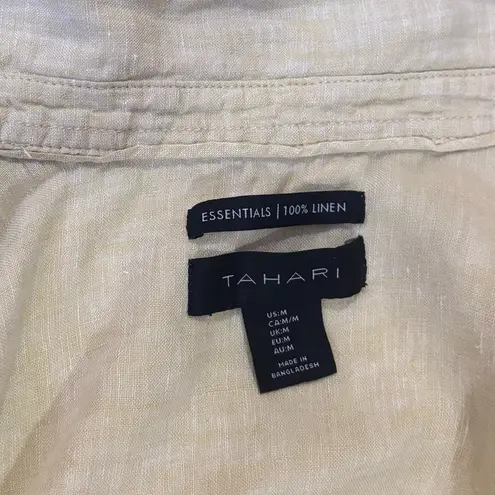 ESSENTIALS | 100% LINEN
TAHARI
US:M
CA:M/M
UK:M
EU:M
AU:M
MADE IN
BANGLADESH